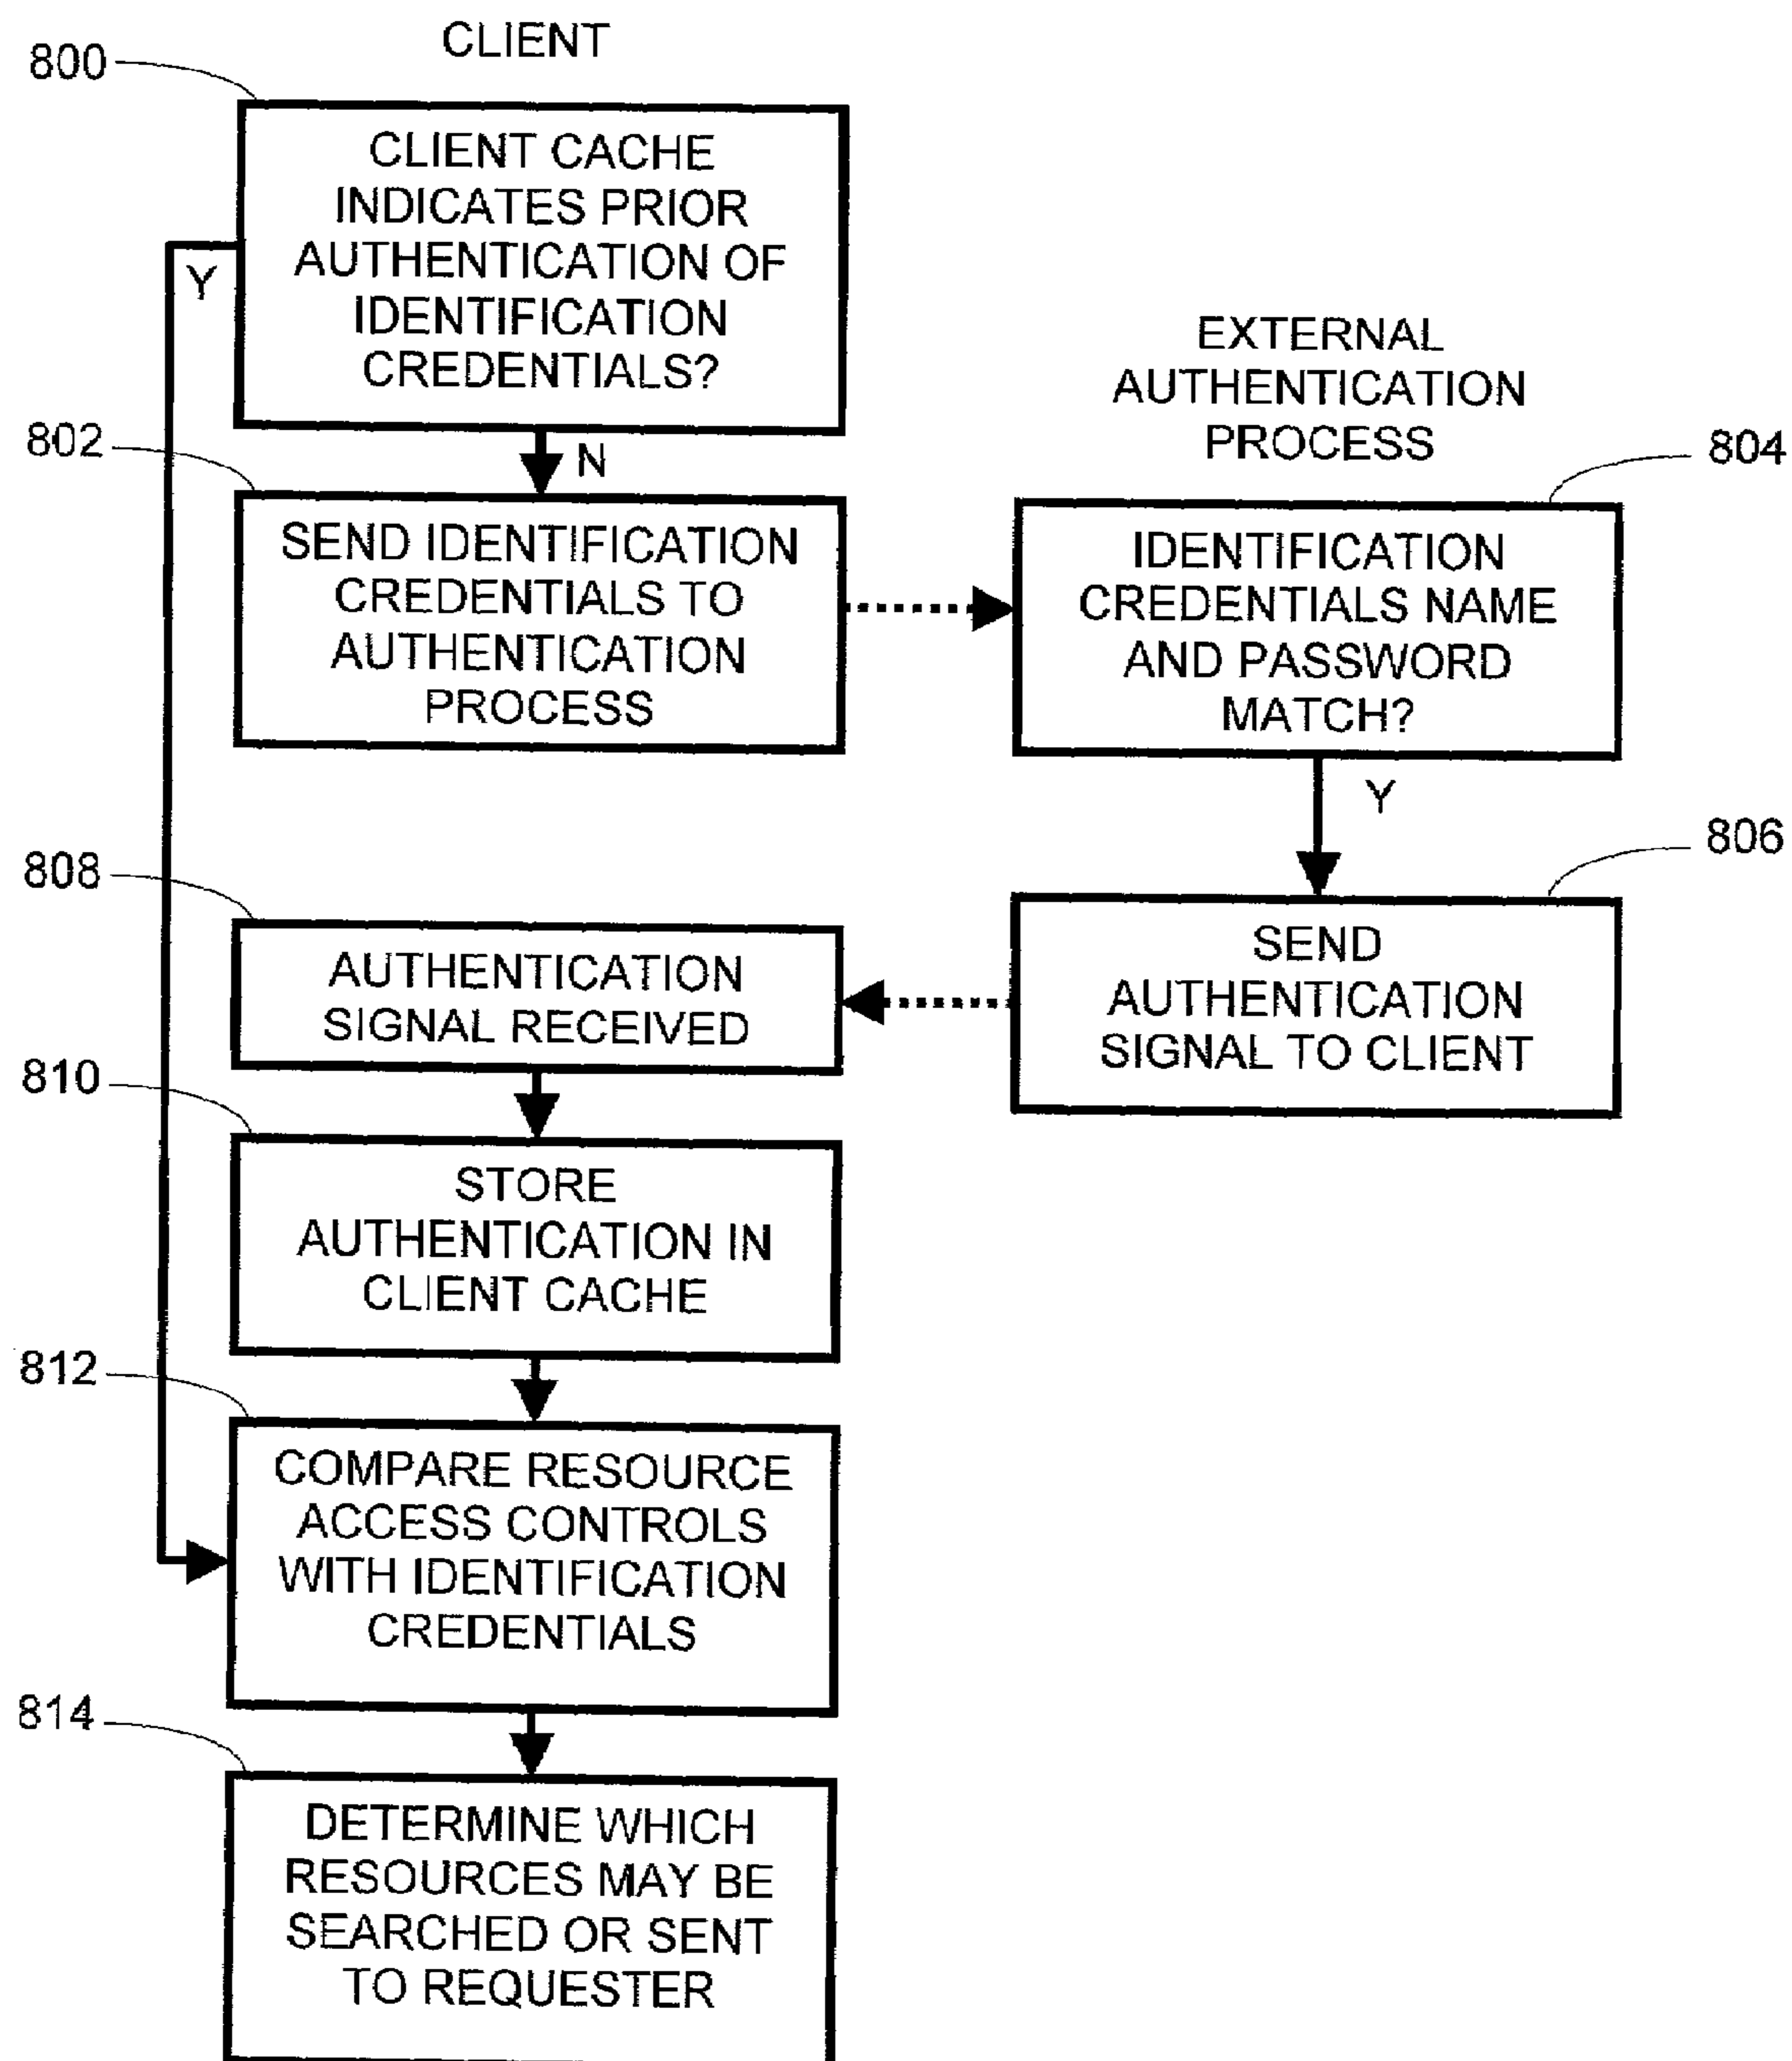 CLIENT
800
CLIENT CACHE
INDICATES PRIOR
AUTHENTICATION OF
IDENTIFICATION
CREDENTIALS?
Y
N
EXTERNAL
AUTHENTICATION
PROCESS
802
SEND IDENTIFICATION
CREDENTIALS TO
AUTHENTICATION
PROCESS
804
IDENTIFICATION
CREDENTIALS NAME
AND PASSWORD
MATCH?
Y
806
SEND
AUTHENTICATION
SIGNAL TO CLIENT
808
AUTHENTICATION
SIGNAL RECEIVED
810
STORE
AUTHENTICATION IN
CLIENT CACHE
812
COMPARE RESOURCE
ACCESS CONTROLS
WITH IDENTIFICATION
CREDENTIALS
814
DETERMINE WHICH
RESOURCES MAY BE
SEARCHED OR SENT
TO REQUESTER